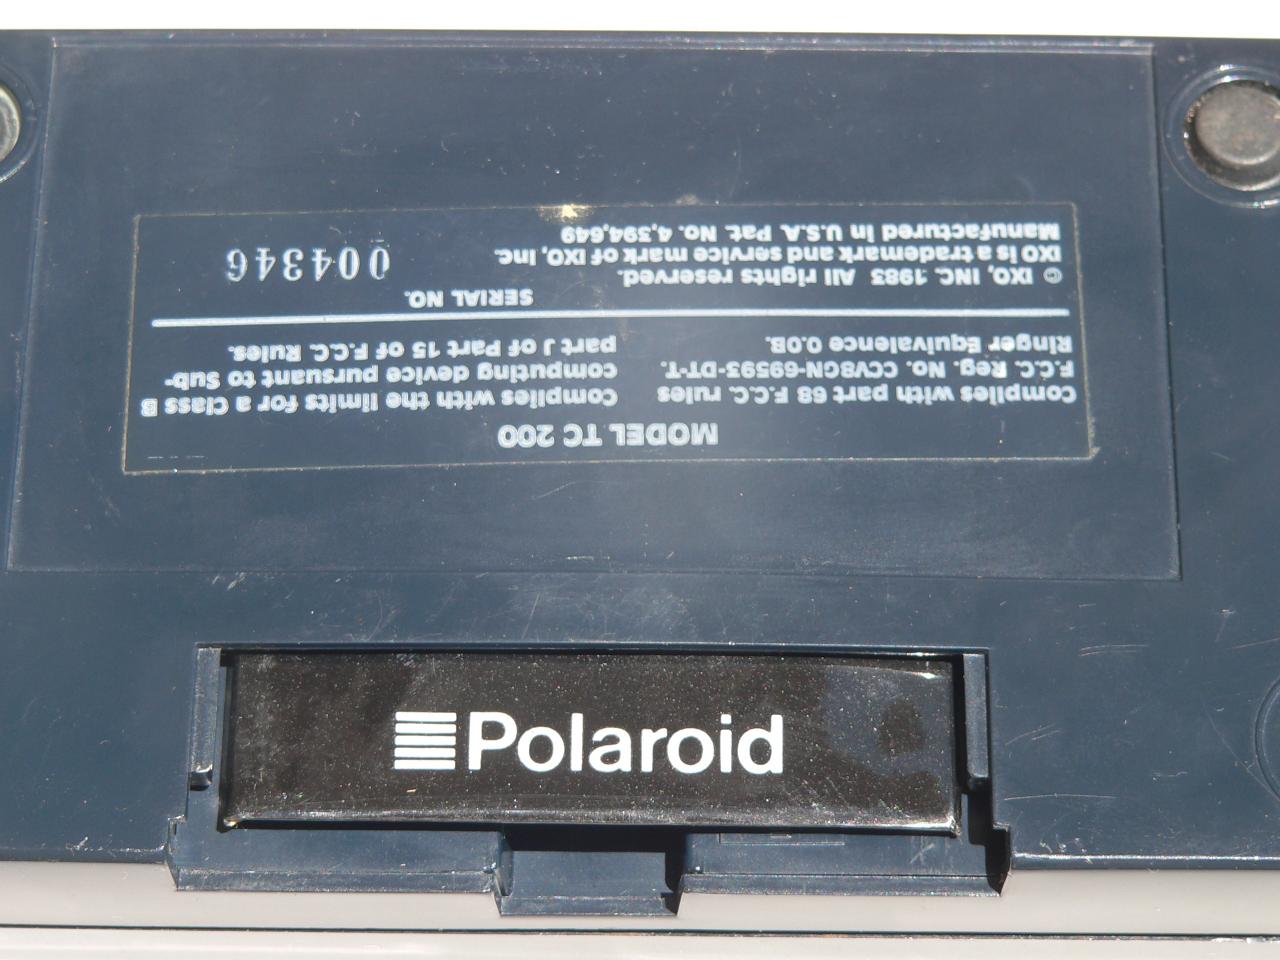 MODEL TC 200
Complies with part 68 F.C.C. rules
F.C.C. Reg. No. CCV8GN-69593-DT-T.
Ringer Equivalence 0.0B.
Complies with the limits for a Class B
computing device pursuant to Sub-
part J of Part 15 of F.C.C. Rules.
© IXO, INC. 1983 All rights reserved.
IXO is a trademark and service mark of IXO, Inc.
Manufactured in U.S.A. Pat. No. 4,394,649
SERIAL NO.
004346
Polaroid